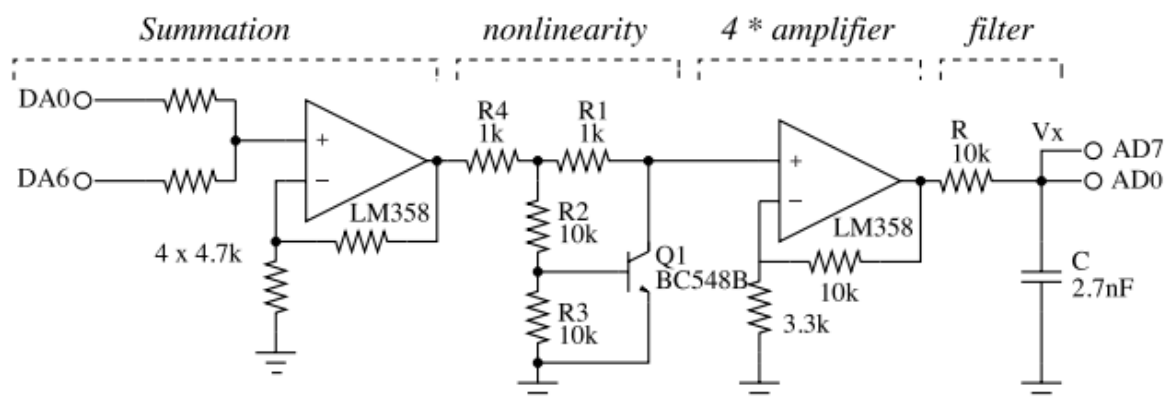 Summation
nonlinearity
4 * amplifier
filter
DA0
DA6
+
−
LM358
4 x 4.7k
R4
1k
R1
1k
R2
10k
R3
10k
Q1
BC548B
+
−
LM358
10k
3.3k
R
10k
Vx
AD7
AD0
C
2.7nF